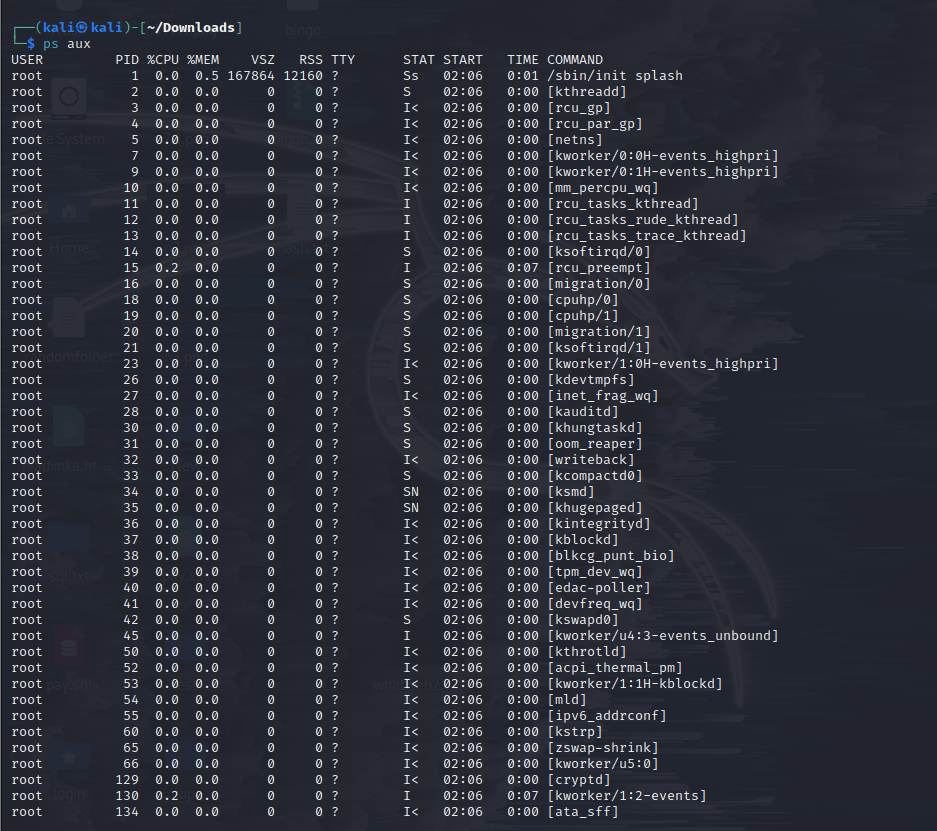 ┌──(kali㉿kali)-[~/Downloads]
└─$ ps aux
USER PID %CPU %MEM VSZ RSS TTY STAT START TIME COMMAND
root 1 0.0 0.5 167864 12160 ? Ss 02:06 0:01 /sbin/init splash
root 2 0.0 0.0 0 0 ? S 02:06 0:00 [kthreadd]
root 3 0.0 0.0 0 0 ? I< 02:06 0:00 [rcu_gp]
root 4 0.0 0.0 0 0 ? I< 02:06 0:00 [rcu_par_gp]
root 5 0.0 0.0 0 0 ? I< 02:06 0:00 [netns]
root 7 0.0 0.0 0 0 ? I< 02:06 0:00 [kworker/0:0H-events_highpri]
root 9 0.0 0.0 0 0 ? I< 02:06 0:00 [kworker/0:1H-events_highpri]
root 10 0.0 0.0 0 0 ? I< 02:06 0:00 [mm_percpu_wq]
root 11 0.0 0.0 0 0 ? I 02:06 0:00 [rcu_tasks_kthread]
root 12 0.0 0.0 0 0 ? I 02:06 0:00 [rcu_tasks_rude_kthread]
root 13 0.0 0.0 0 0 ? I 02:06 0:00 [rcu_tasks_trace_kthread]
root 14 0.0 0.0 0 0 ? S 02:06 0:00 [ksoftirqd/0]
root 15 0.2 0.0 0 0 ? I 02:06 0:07 [rcu_preempt]
root 16 0.0 0.0 0 0 ? S 02:06 0:00 [migration/0]
root 18 0.0 0.0 0 0 ? S 02:06 0:00 [cpuhp/0]
root 19 0.0 0.0 0 0 ? S 02:06 0:00 [cpuhp/1]
root 20 0.0 0.0 0 0 ? S 02:06 0:00 [migration/1]
root 21 0.0 0.0 0 0 ? S 02:06 0:00 [ksoftirqd/1]
root 23 0.0 0.0 0 0 ? I< 02:06 0:00 [kworker/1:0H-events_highpri]
root 26 0.0 0.0 0 0 ? S 02:06 0:00 [kdevtmpfs]
root 27 0.0 0.0 0 0 ? I< 02:06 0:00 [inet_frag_wq]
root 28 0.0 0.0 0 0 ? S 02:06 0:00 [kauditd]
root 30 0.0 0.0 0 0 ? S 02:06 0:00 [khungtaskd]
root 31 0.0 0.0 0 0 ? S 02:06 0:00 [oom_reaper]
root 32 0.0 0.0 0 0 ? I< 02:06 0:00 [writeback]
root 33 0.0 0.0 0 0 ? S 02:06 0:00 [kcompactd0]
root 34 0.0 0.0 0 0 ? SN 02:06 0:00 [ksmd]
root 35 0.0 0.0 0 0 ? SN 02:06 0:00 [khugepaged]
root 36 0.0 0.0 0 0 ? I< 02:06 0:00 [kintegrityd]
root 37 0.0 0.0 0 0 ? I< 02:06 0:00 [kblockd]
root 38 0.0 0.0 0 0 ? I< 02:06 0:00 [blkcg_punt_bio]
root 39 0.0 0.0 0 0 ? I< 02:06 0:00 [tpm_dev_wq]
root 40 0.0 0.0 0 0 ? I< 02:06 0:00 [edac-poller]
root 41 0.0 0.0 0 0 ? I< 02:06 0:00 [devfreq_wq]
root 42 0.0 0.0 0 0 ? S 02:06 0:00 [kswapd0]
root 45 0.0 0.0 0 0 ? I 02:06 0:00 [kworker/u4:3-events_unbound]
root 50 0.0 0.0 0 0 ? I< 02:06 0:00 [kthrotld]
root 52 0.0 0.0 0 0 ? I< 02:06 0:00 [acpi_thermal_pm]
root 53 0.0 0.0 0 0 ? I< 02:06 0:00 [kworker/1:1H-kblockd]
root 54 0.0 0.0 0 0 ? I< 02:06 0:00 [mld]
root 55 0.0 0.0 0 0 ? I< 02:06 0:00 [ipv6_addrconf]
root 60 0.0 0.0 0 0 ? I< 02:06 0:00 [kstrp]
root 65 0.0 0.0 0 0 ? I< 02:06 0:00 [zswap-shrink]
root 66 0.0 0.0 0 0 ? I< 02:06 0:00 [kworker/u5:0]
root 129 0.0 0.0 0 0 ? I< 02:06 0:00 [cryptd]
root 130 0.2 0.0 0 0 ? I 02:06 0:07 [kworker/1:2-events]
root 134 0.0 0.0 0 0 ? I< 02:06 0:00 [ata_sff]